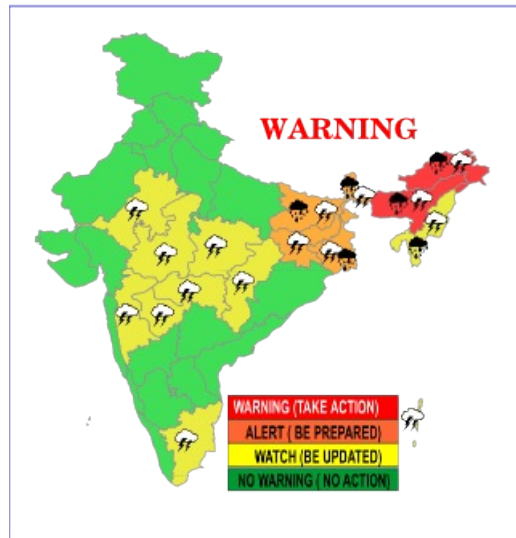 WARNING
WARNING (TAKE ACTION)
ALERT ( BE PREPARED)
WATCH (BE UPDATED)
NO WARNING ( NO ACTION)